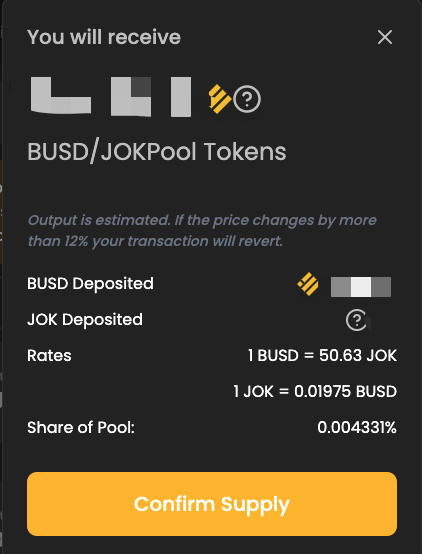 You will receive
BUSD/JOKPool Tokens
Output is estimated. If the price changes by more
than 12% your transaction will revert.
BUSD Deposited
JOK Deposited
Rates
1 BUSD = 50.63 JOK
1 JOK = 0.01975 BUSD
Share of Pool:
0.004331%
Confirm Supply